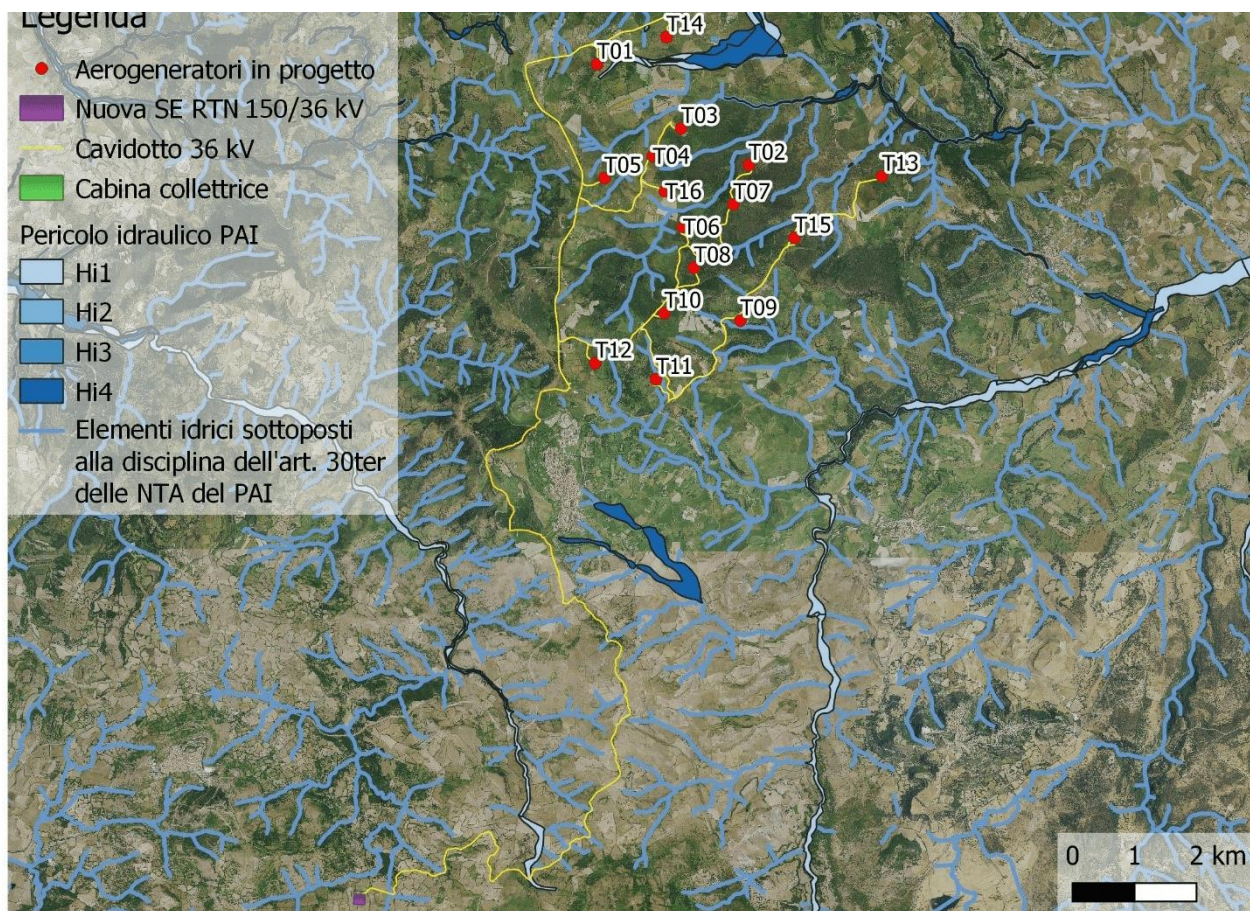 Legenda
Aerogeneratori in progetto
Nuova SE RTN 150/36 kV
Cavidotto 36 kV
Cabina collettrice
Pericolo idraulico PAI
Hi1
Hi2
Hi3
Hi4
Elementi idrici sottoposti
alla disciplina dell'art. 30ter
delle NTA del PAI
T14
T01
T03
T04
T02
T05
T13
T16
T07
T06
T15
T08
T10
T09
T12
T11
0 1 2 km